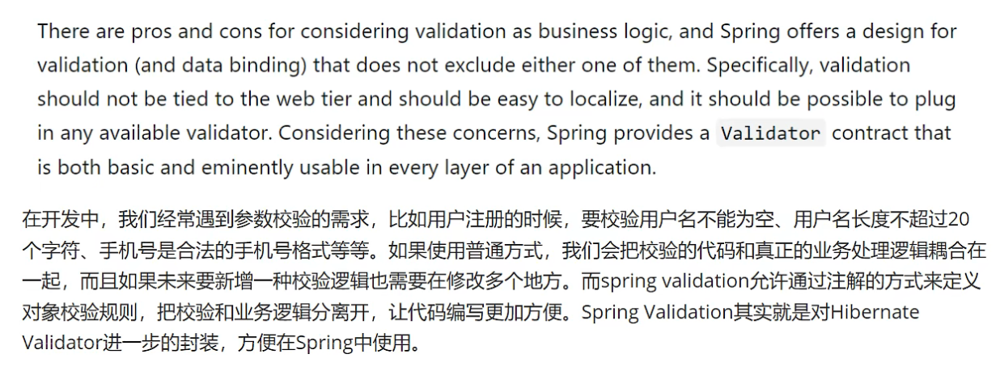 There are pros and cons for considering validation as business logic, and Spring offers a design for
validation (and data binding) that does not exclude either one of them. Specifically, validation
should not be tied to the web tier and should be easy to localize, and it should be possible to plug
in any available validator. Considering these concerns, Spring provides a Validator contract that
is both basic and eminently usable in every layer of an application.
在开发中，我们经常遇到参数校验的需求，比如用户注册的时候，要校验用户名不能为空、用户名长度不超过20
个字符、手机号是合法的手机号格式等等。如果使用普通方式，我们会把校验的代码和真正的业务处理逻辑耦合在
一起，而且如果未来要新增一种校验逻辑也需要在修改多个地方。而spring validation允许通过注解的方式来定义
对象校验规则，把校验和业务逻辑分离开，让代码编写更加方便。Spring Validation其实就是对Hibernate
Validator进一步的封装，方便在Spring中使用。